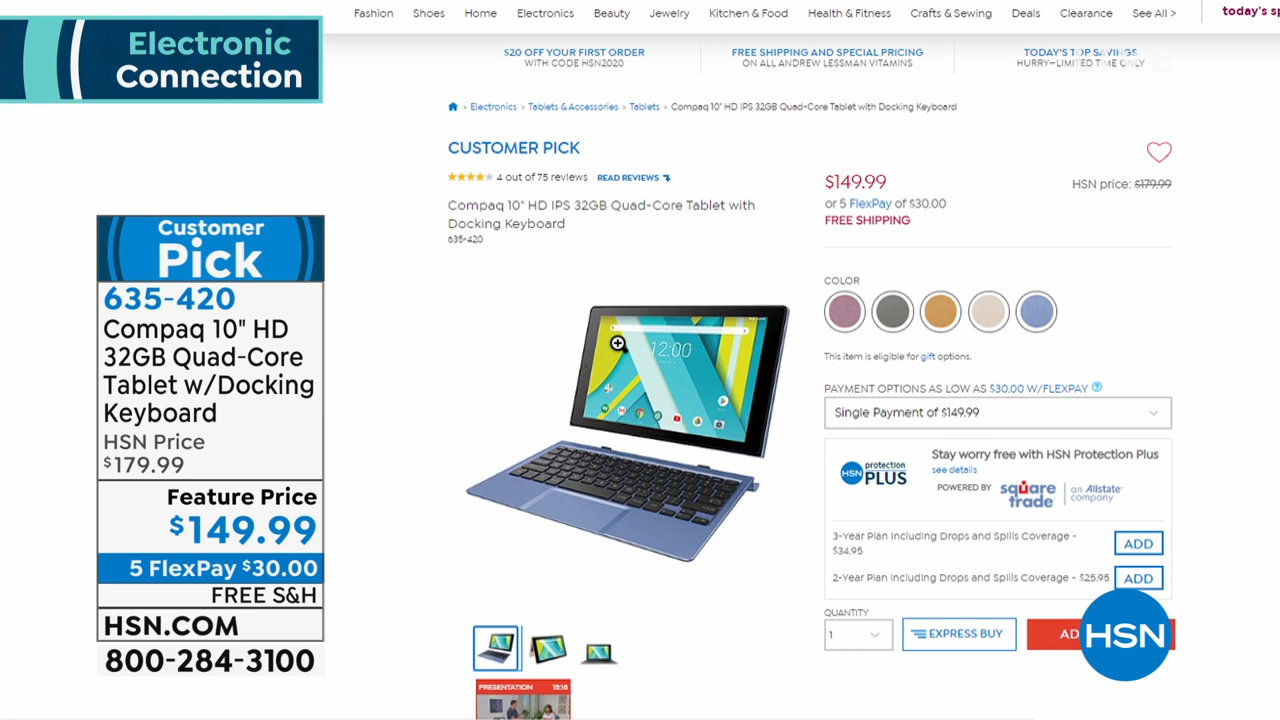 Fashion Shoes Home Electronics Beauty Jewelry Kitchen & Food Health & Fitness Crafts & Sewing Deals Clearance See All > today's sp
Electronic
Connection
$20 OFF YOUR FIRST ORDER
WITH CODE HSN2020
FREE SHIPPING AND SPECIAL PRICING
ON ALL ANDREW LESSMAN VITAMINS
TODAY'S TOP SAVINGS
HURRY-LIMITED TIME ONLY
> Electronics > Tablets & Accessories > Tablets > Compaq 10" HD IPS 32GB Quad-Core Tablet with Docking Keyboard
CUSTOMER PICK
4 out of 75 reviews READ REVIEWS
Compaq 10" HD IPS 32GB Quad-Core Tablet with
Docking Keyboard
635-420
$149.99
HSN price: $179.99
or 5 FlexPay of $30.00
FREE SHIPPING
COLOR
This item is eligible for gift options.
PAYMENT OPTIONS AS LOW AS $30.00 W/FLEXPAY ?
Single Payment of $149.99
HSN protection PLUS
Stay worry free with HSN Protection Plus
see details
POWERED BY square trade an Allstate company
3-Year Plan Including Drops and Spills Coverage -
$34.95
ADD
2-Year Plan Including Drops and Spills Coverage - $25.95
ADD
QUANTITY
1
EXPRESS BUY
AD
HSN
12:00
PRESENTATION
Customer
Pick
635-420
Compaq 10" HD
32GB Quad-Core
Tablet w/Docking
Keyboard
HSN Price
$179.99
Feature Price
$149.99
5 FlexPay $30.00
FREE S&H
HSN.COM
800-284-3100